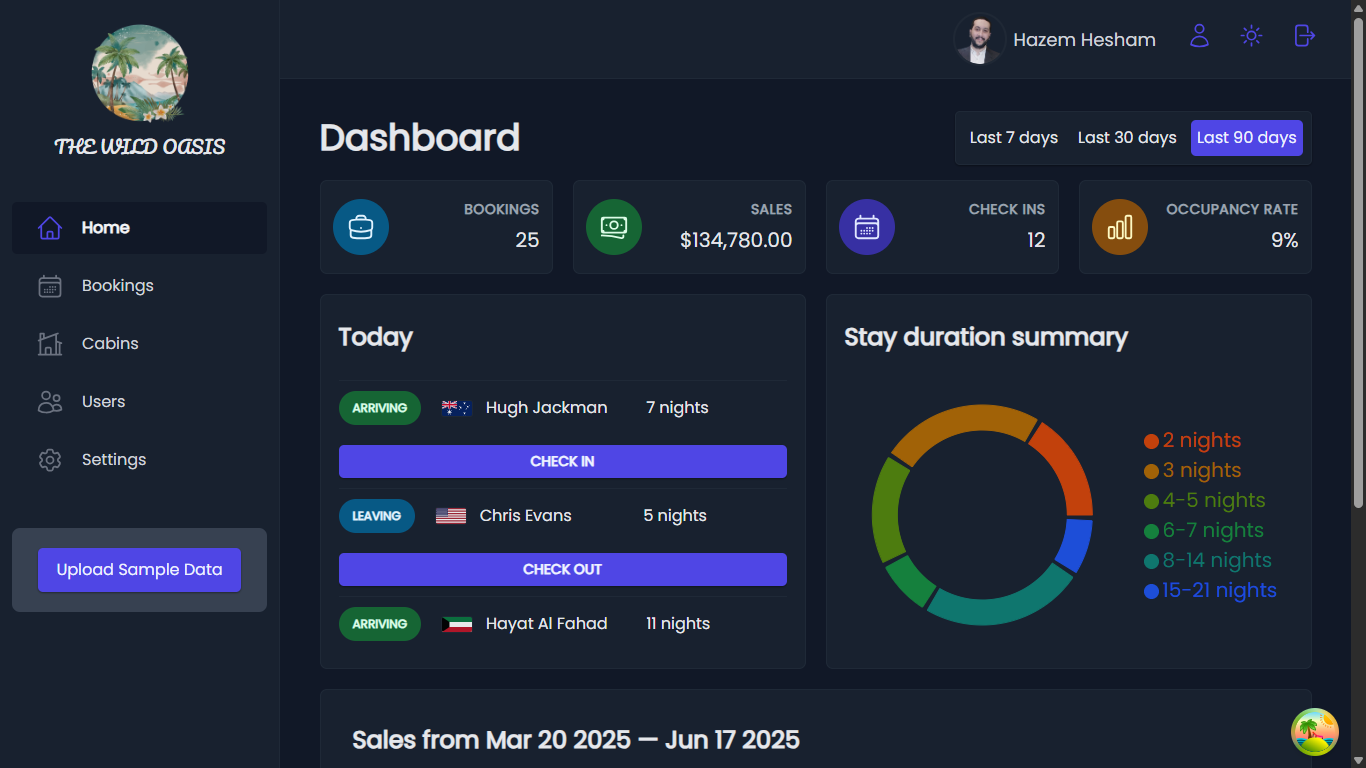 THE WILD OASIS
Home
Bookings
Cabins
Users
Settings
Upload Sample Data
Hazem Hesham
Dashboard
Last 7 days Last 30 days Last 90 days
BOOKINGS
25
SALES
$134,780.00
CHECK INS
12
OCCUPANCY RATE
9%
Today
ARRIVING Hugh Jackman 7 nights
CHECK IN
LEAVING Chris Evans 5 nights
CHECK OUT
ARRIVING Hayat Al Fahad 11 nights
Stay duration summary
2 nights
3 nights
4-5 nights
6-7 nights
8-14 nights
15-21 nights
Sales from Mar 20 2025 — Jun 17 2025